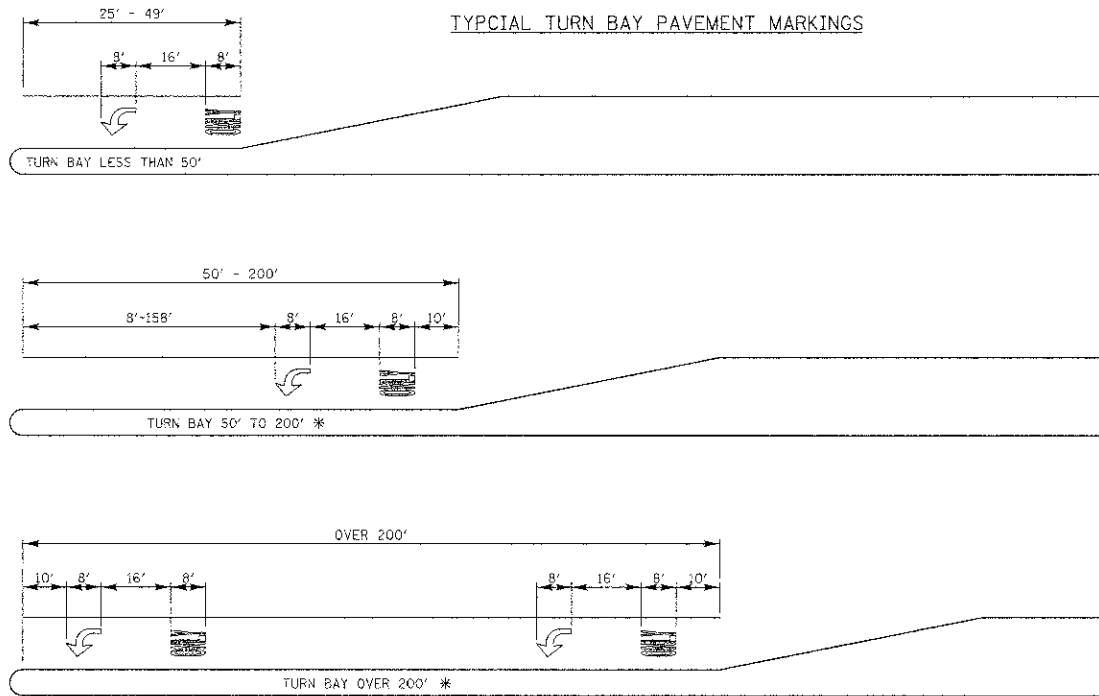 TYPCIAL TURN BAY PAVEMENT MARKINGS
25' - 49'
8' 16' 8'
TURN BAY LESS THAN 50'
50' - 200'
8'-158' 8' 16' 8' 10'
TURN BAY 50' TO 200' *
OVER 200'
10' 8' 16' 8' 8' 16' 8' 10'
TURN BAY OVER 200' *